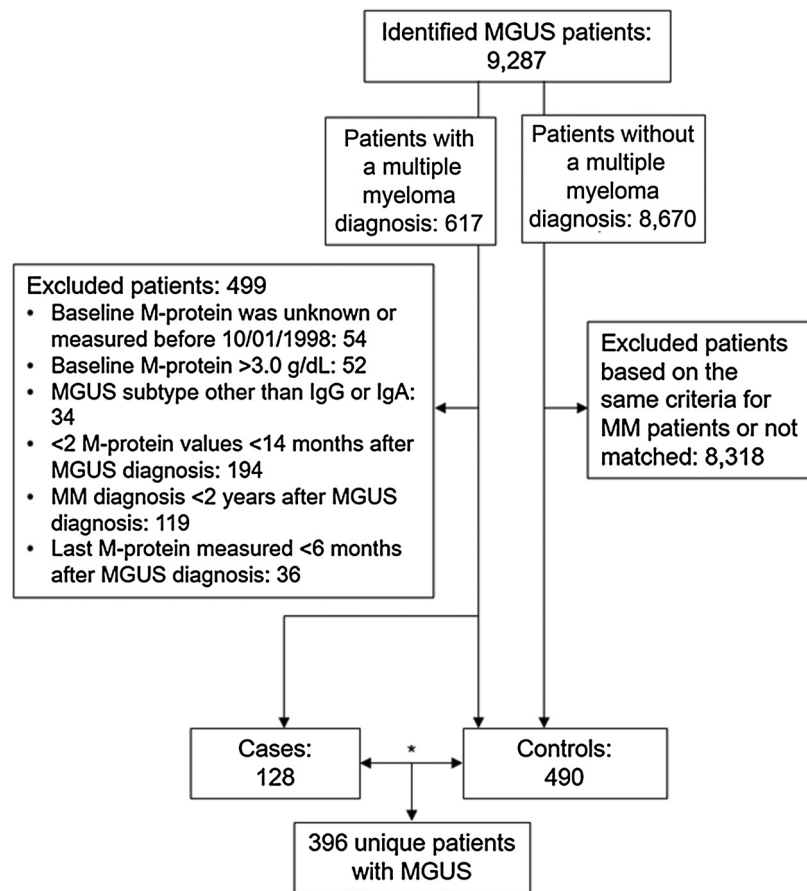 Identified MGUS patients:
9,287
Patients with
a multiple
myeloma
diagnosis: 617
Patients without
a multiple
myeloma
diagnosis: 8,670
Excluded patients: 499
• Baseline M-protein was unknown or
measured before 10/01/1998: 54
• Baseline M-protein >3.0 g/dL: 52
• MGUS subtype other than IgG or IgA:
34
• <2 M-protein values <14 months after
MGUS diagnosis: 194
• MM diagnosis <2 years after MGUS
diagnosis: 119
• Last M-protein measured <6 months
after MGUS diagnosis: 36
Excluded patients
based on the
same criteria for
MM patients or not
matched: 8,318
Cases:
128
*
Controls:
490
396 unique patients
with MGUS